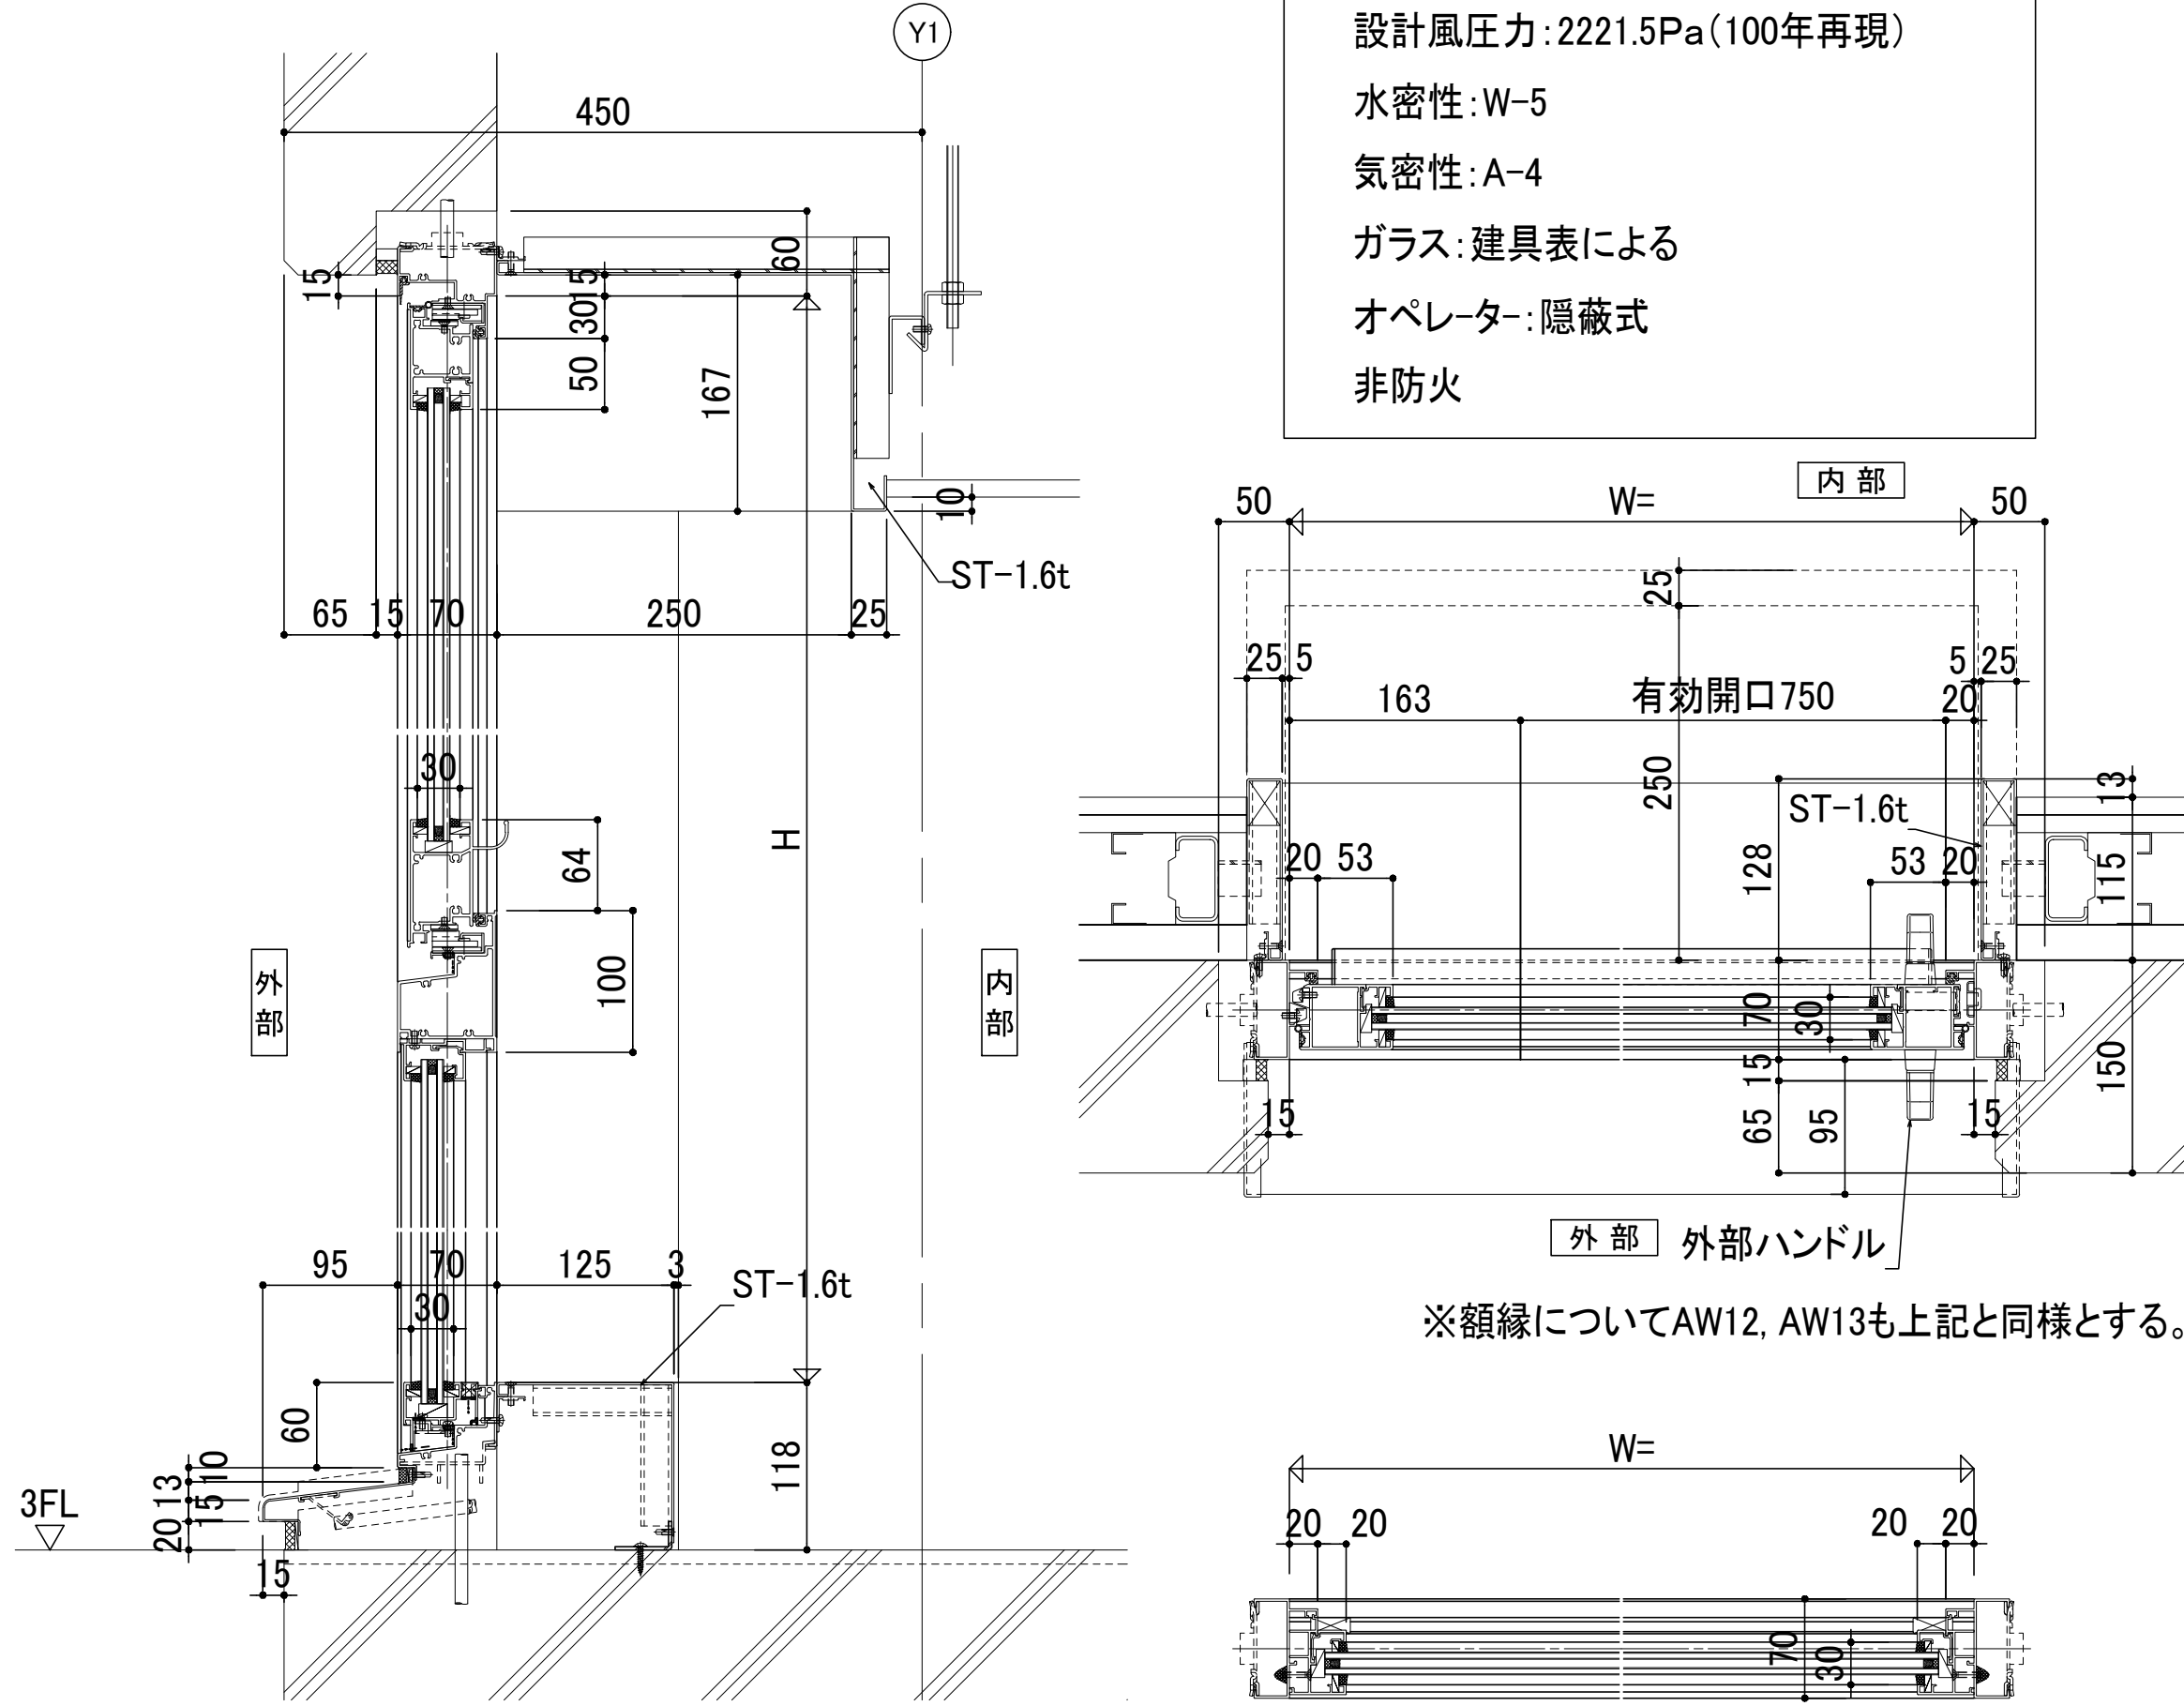 Y1
450
設計風圧力:2221.5Pa(100年再現)
水密性:W-5
気密性:A-4
ガラス:建具表による
オペレーター:隠蔽式
非防火
15
60
15
30
50
167
10
ST-1.6t
65 15 70 250 25
30
64
H
100
外部
内部
95 70 125 3
ST-1.6t
30
60
118
10
13
15
20
3FL
15
内部
50 W= 50
25
25 5
5 25
163 有効開口750 20
250
13
ST-1.6t
20 53
128
53 20
115
70
30
15
150
15
65
95
15
外部 外部ハンドル
※額縁についてAW12, AW13も上記と同様とする。
W=
20 20
20 20
70
30